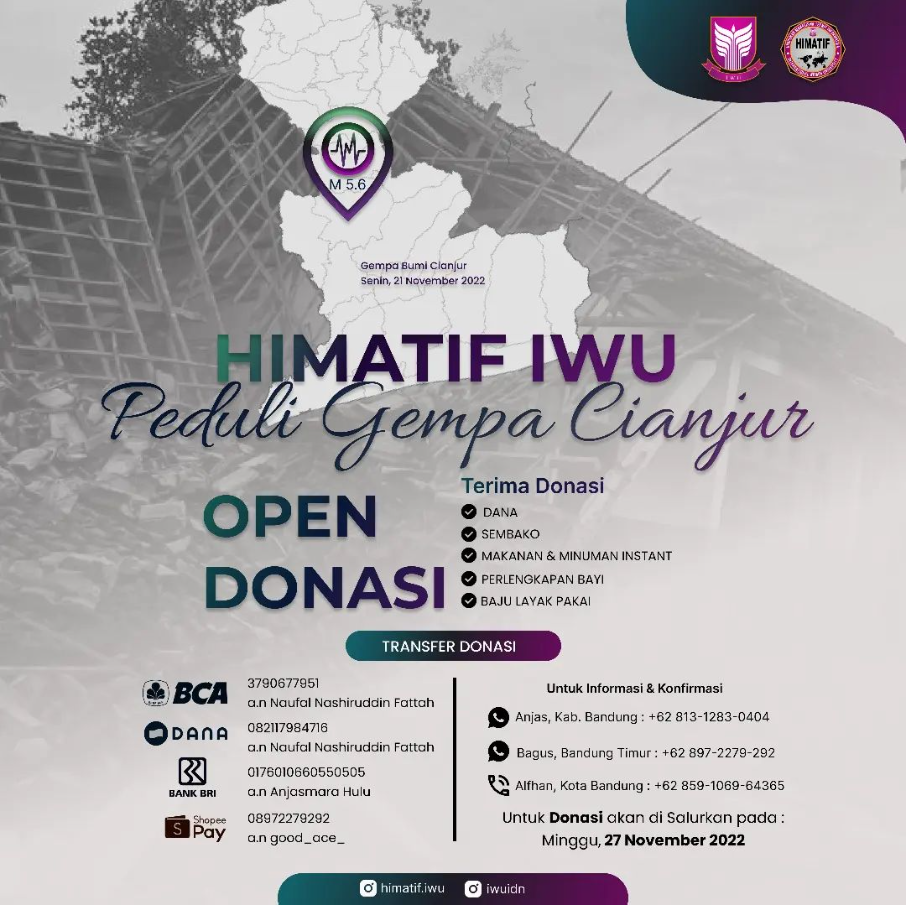 IWU
HIMATIF
M 5.6
Gempa Bumi Cianjur
Senin, 21 November 2022
HIMATIF IWU
Peduli Gempa Cianjur
OPEN
DONASI
Terima Donasi
DANA
SEMBAKO
MAKANAN & MINUMAN INSTANT
PERLENGKAPAN BAYI
BAJU LAYAK PAKAI
TRANSFER DONASI
BCA
3790677951
a.n Naufal Nashiruddin Fattah
DANA
082117984716
a.n Naufal Nashiruddin Fattah
BANK BRI
0176010660550505
a.n Anjasmara Hulu
Shopee
Pay
08972279292
a.n good_ace_
Untuk Informasi & Konfirmasi
Anjas, Kab. Bandung : +62 813-1283-0404
Bagus, Bandung Timur : +62 897-2279-292
Alfhan, Kota Bandung : +62 859-1069-64365
Untuk Donasi akan di Salurkan pada :
Minggu, 27 November 2022
himatif.iwu
iwuidn